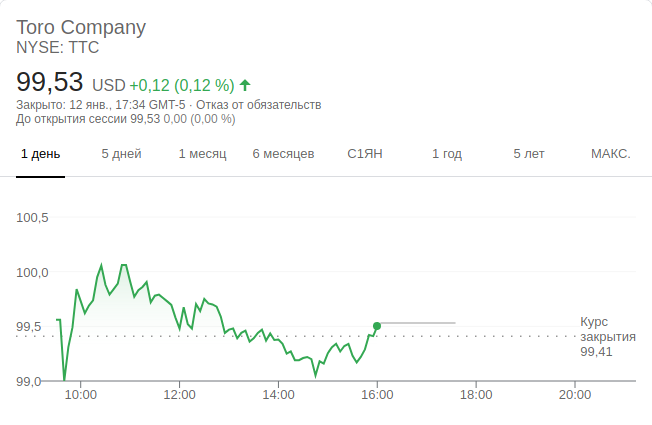 Toro Company
NYSE: TTC
99,53 USD +0,12 (0,12 %)
Закрыто: 12 янв., 17:34 GMT-5 · Отказ от обязательств
До открытия сессии 99,53 0,00 (0,00 %)
1 день 5 дней 1 месяц 6 месяцев С1ЯН 1 год 5 лет МАКС.
100,5
100,0
99,5
Курс
закрытия
99,41
99,0
10:00 12:00 14:00 16:00 18:00 20:00